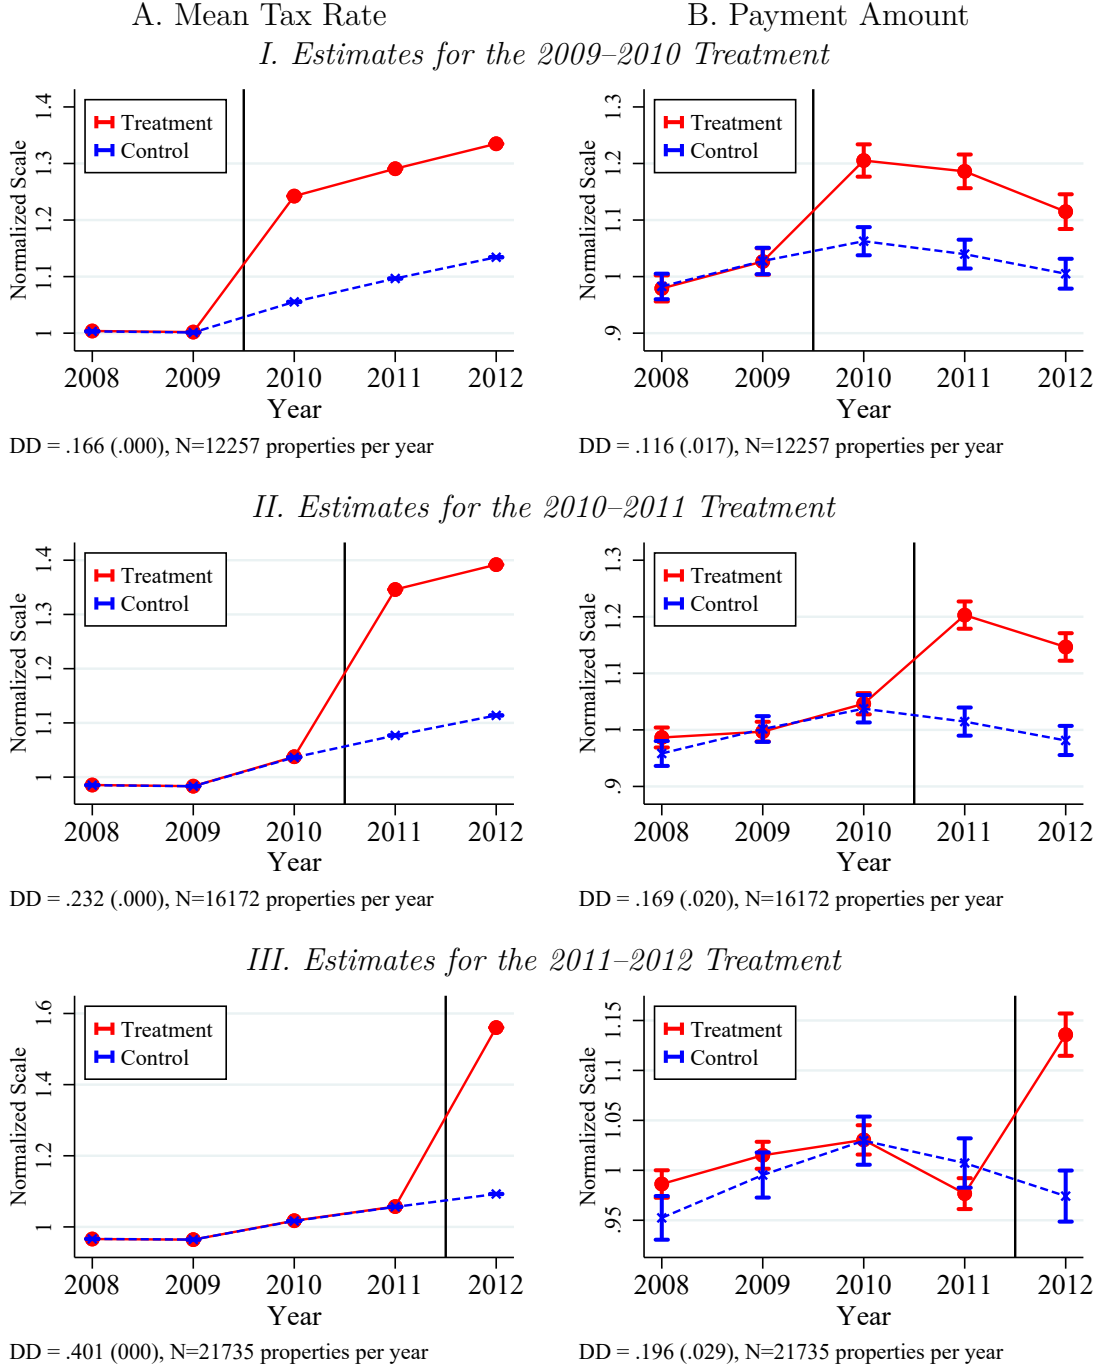 A. Mean Tax Rate
B. Payment Amount
I. Estimates for the 2009–2010 Treatment
Normalized Scale
1.4
1.3
1.2
1.1
1
Treatment
Control
2008 2009 2010 2011 2012
Year
DD = .166 (.000), N=12257 properties per year
Normalized Scale
1.3
1.2
1.1
1
.9
Treatment
Control
2008 2009 2010 2011 2012
Year
DD = .116 (.017), N=12257 properties per year
II. Estimates for the 2010–2011 Treatment
Normalized Scale
1.4
1.3
1.2
1.1
1
Treatment
Control
2008 2009 2010 2011 2012
Year
DD = .232 (.000), N=16172 properties per year
Normalized Scale
1.3
1.2
1.1
1
.9
Treatment
Control
2008 2009 2010 2011 2012
Year
DD = .169 (.020), N=16172 properties per year
III. Estimates for the 2011–2012 Treatment
Normalized Scale
1.6
1.4
1.2
1
Treatment
Control
2008 2009 2010 2011 2012
Year
DD = .401 (000), N=21735 properties per year
Normalized Scale
1.15
1.1
1.05
1
.95
Treatment
Control
2008 2009 2010 2011 2012
Year
DD = .196 (.029), N=21735 properties per year